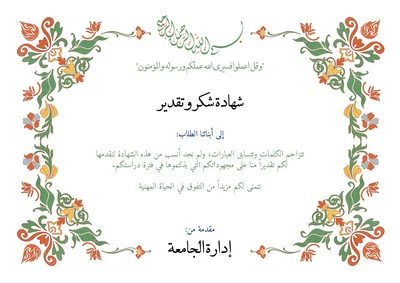 بسم الله الرحمن الرحيم
"وقل اعملوا فسيرى الله عملكم ورسوله والمؤمنون"
شهادة شكر وتقدير
إلى أبنائنا الطلاب:
تتزاحم الكلمات وتتسابق العبارات، ولم نجد أنسب من هذه الشهادة لنقدمها
لكم تقديراً منا على مجهوداتكم التي بذلتموها في فترة دراستكم.
نتمنى لكم مزيداً من التفوق في الحياة المهنية
مقدمة من:
إدارة الجامعة